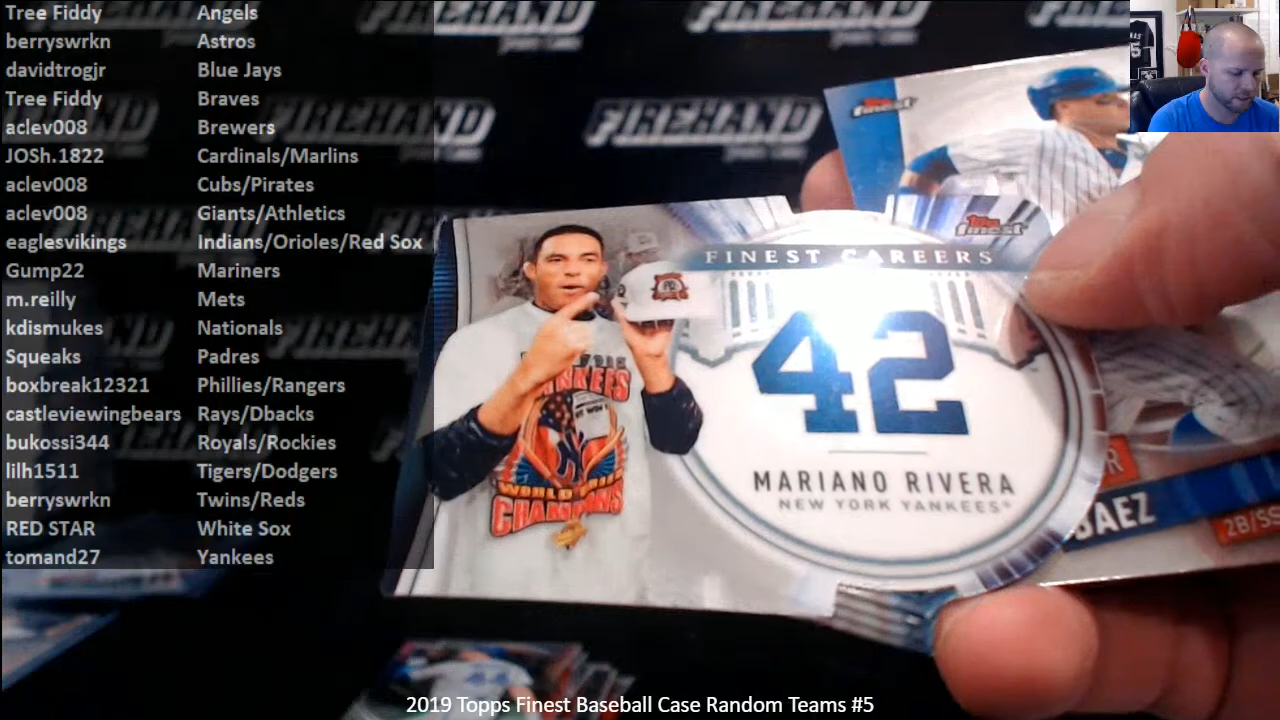 Tree Fiddy Angels
berryswrkn Astros
davidtrogjr Blue Jays
Tree Fiddy Braves
aclev008 Brewers
JOSh.1822 Cardinals/Marlins
aclev008 Cubs/Pirates
aclev008 Giants/Athletics
eaglesvikings Indians/Orioles/Red Sox
Gump22 Mariners
m.reilly Mets
kdismukes Nationals
Squeaks Padres
boxbreak12321 Phillies/Rangers
castleviewingbears Rays/Dbacks
bukossi344 Royals/Rockies
lilh1511 Tigers/Dodgers
berryswrkn Twins/Reds
RED STAR White Sox
tomand27 Yankees
FIREHAND
FIREHAND
Finest
Topps
Finest
FINEST CAREERS
42
MARIANO RIVERA
NEW YORK YANKEES
YANKEES
WORLD SERIES
CHAMPIONS
BAEZ
2B/SS
44
2019 Topps Finest Baseball Case Random Teams #5